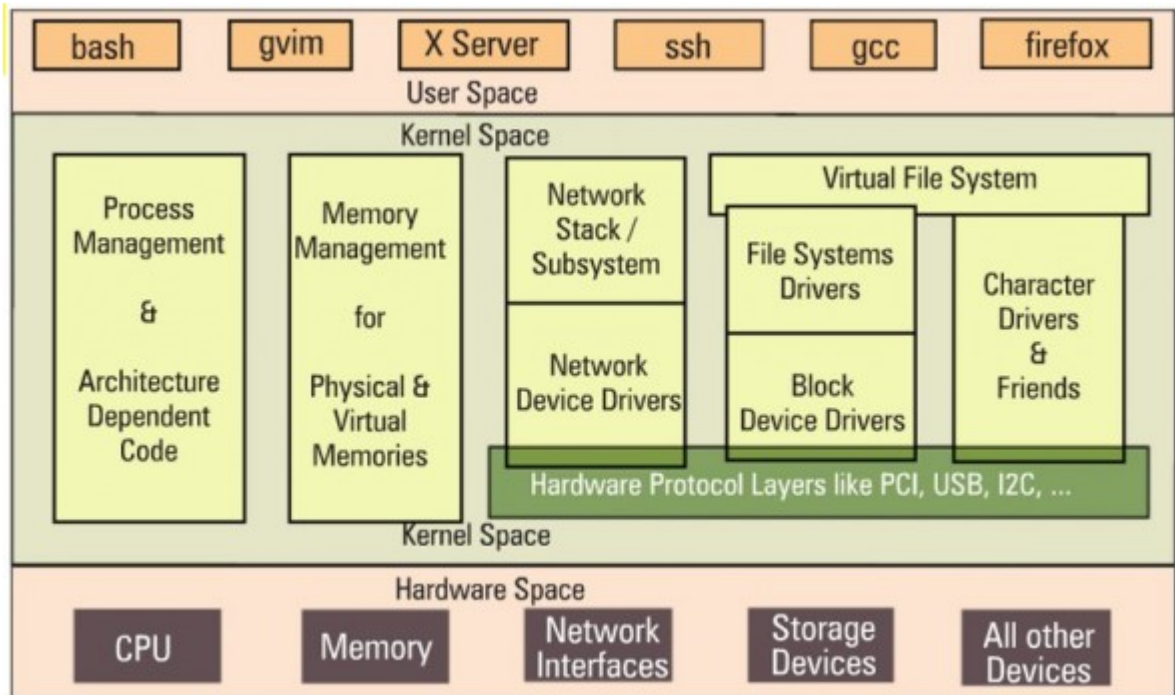 bash
gvim
X Server
ssh
gcc
firefox
User Space
Kernel Space
Process
Management
&
Architecture
Dependent
Code
Memory
Management
for
Physical &
Virtual
Memories
Network
Stack /
Subsystem
Network
Device Drivers
Virtual File System
File Systems
Drivers
Block
Device Drivers
Character
Drivers
&
Friends
Hardware Protocol Layers like PCI, USB, I2C, ...
Kernel Space
Hardware Space
CPU
Memory
Network
Interfaces
Storage
Devices
All other
Devices